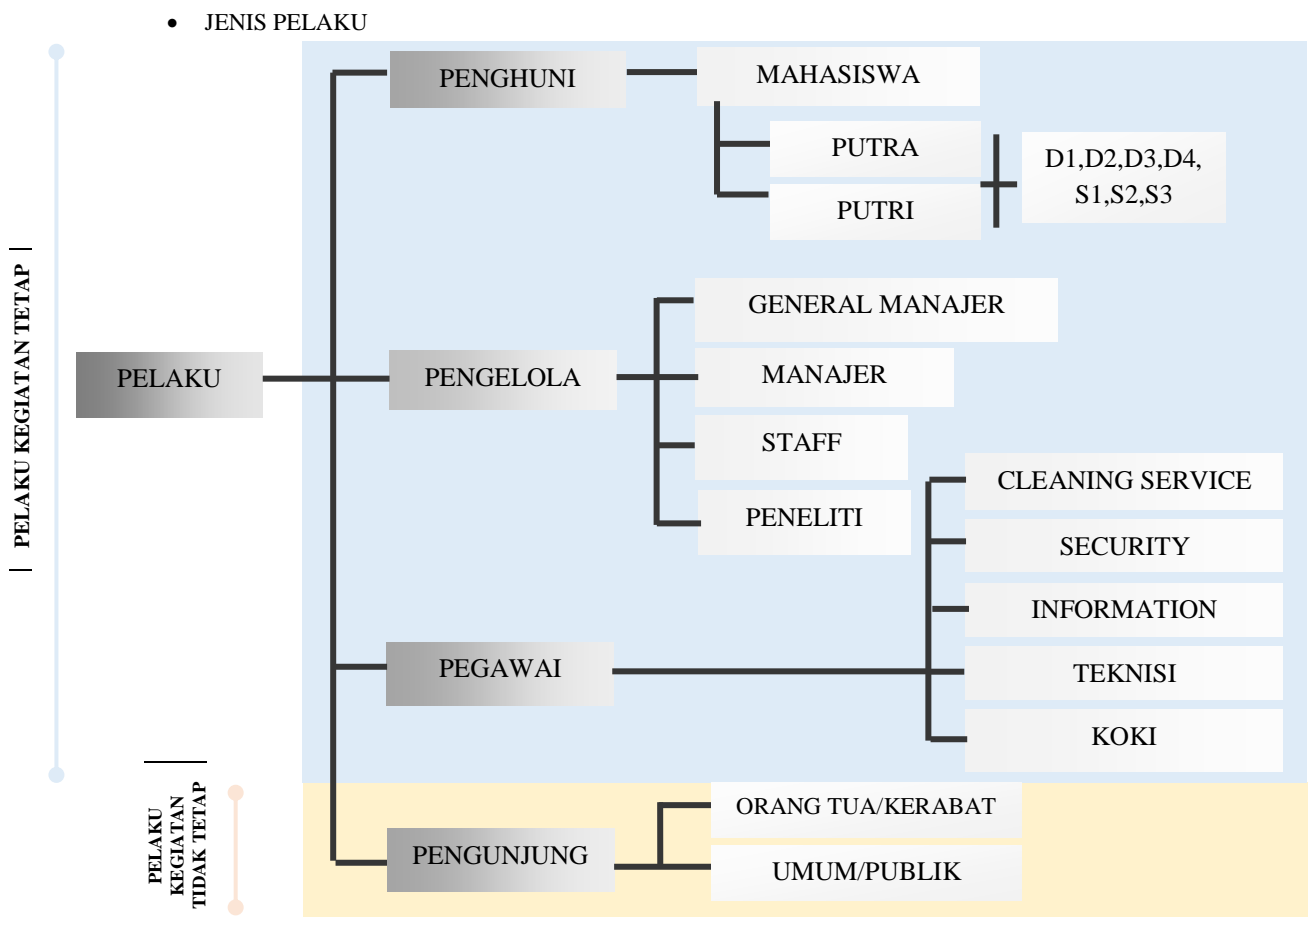 • JENIS PELAKU
PELAKU KEGIATAN TETAP
PELAKU
PENGHUNI
MAHASISWA
PUTRA
PUTRI
D1,D2,D3,D4,
S1,S2,S3
PENGELOLA
GENERAL MANAJER
MANAJER
STAFF
PENELITI
PEGAWAI
CLEANING SERVICE
SECURITY
INFORMATION
TEKNISI
KOKI
PELAKU
KEGIATAN
TIDAK TETAP
PENGUNJUNG
ORANG TUA/KERABAT
UMUM/PUBLIK